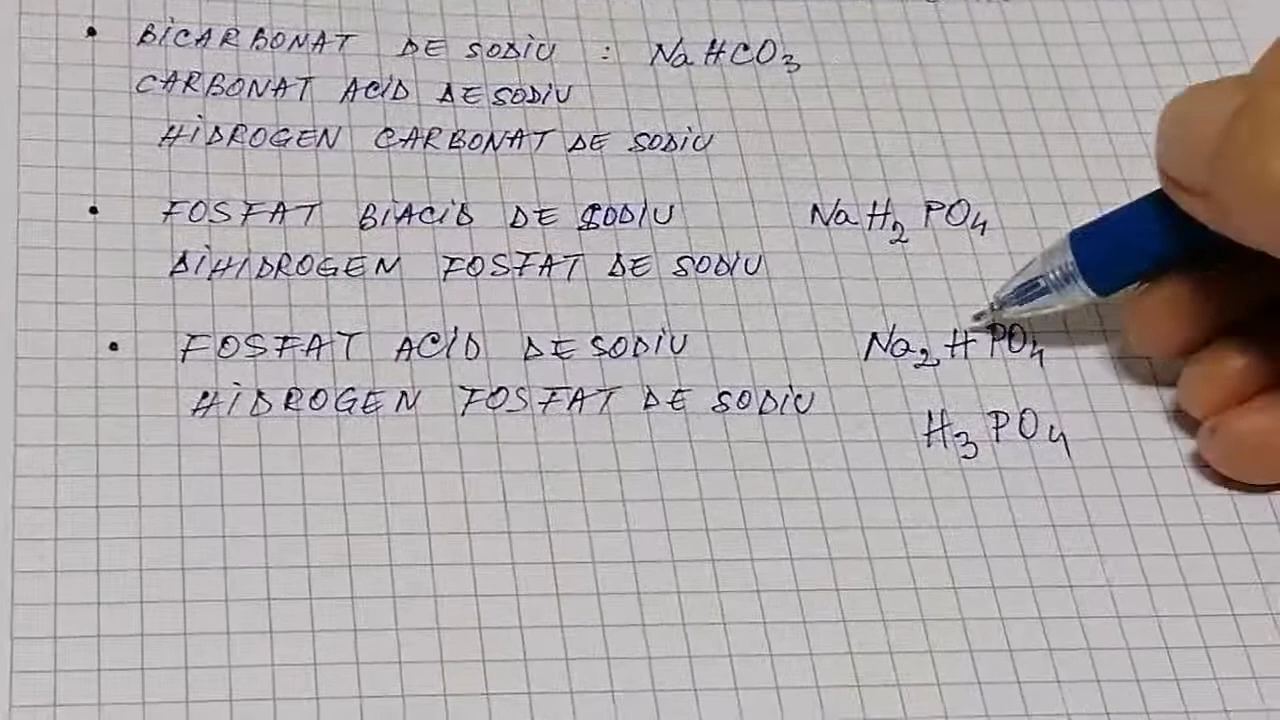 • BICARBONAT DE SODIU : NaHCO₃
CARBONAT ACID DE SODIU
HIDROGEN CARBONAT DE SODIU
• FOSFAT BIACID DE SODIU NaH₂PO₄
DIHIDROGEN FOSFAT DE SODIU
• FOSFAT ACID DE SODIU Na₂HPO₄
HIDROGEN FOSFAT DE SODIU
H₃PO₄